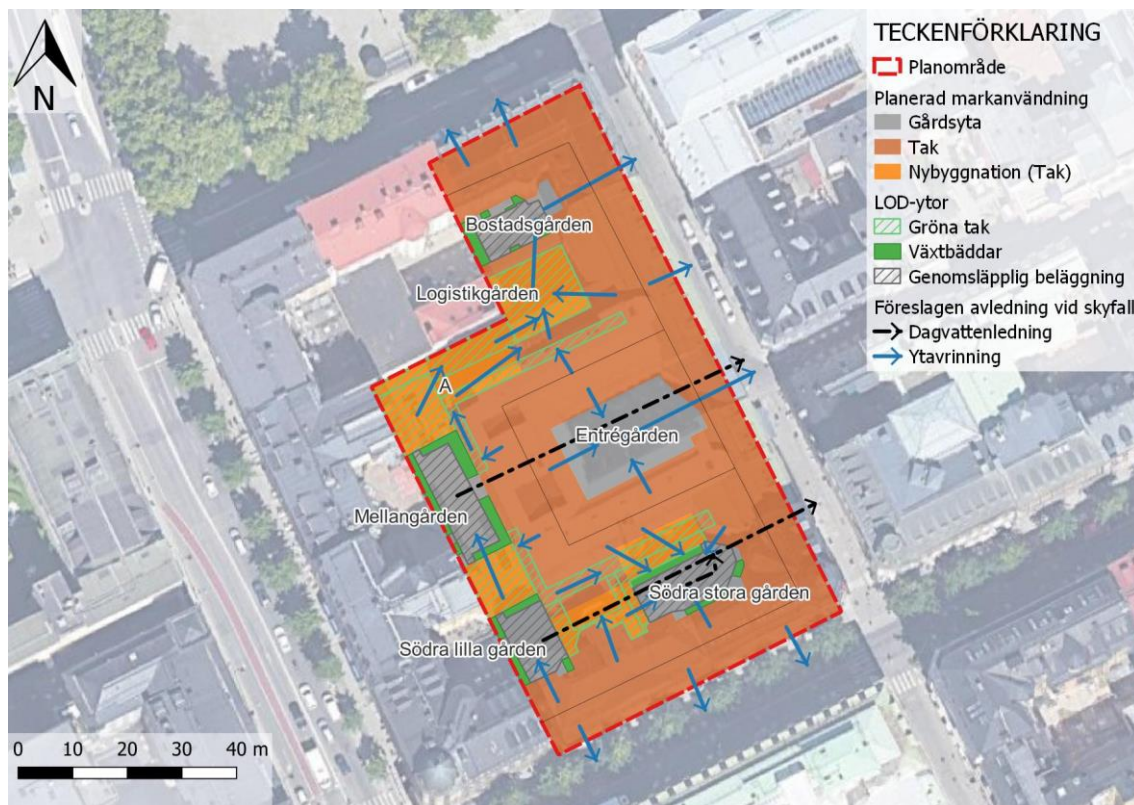 N
TECKENFÖRKLARING
Planområde
Planerad markanvändning
Gårdsyta
Tak
Nybyggnation (Tak)
LOD-ytor
Gröna tak
Växtbäddar
Genomsläpplig beläggning
Föreslagen avledning vid skyfall
Dagvattenledning
Ytavrinning
Bostadsgården
Logistikgården
A
Entrégården
Mellangården
Södra stora gården
Södra lilla gården
0 10 20 30 40 m